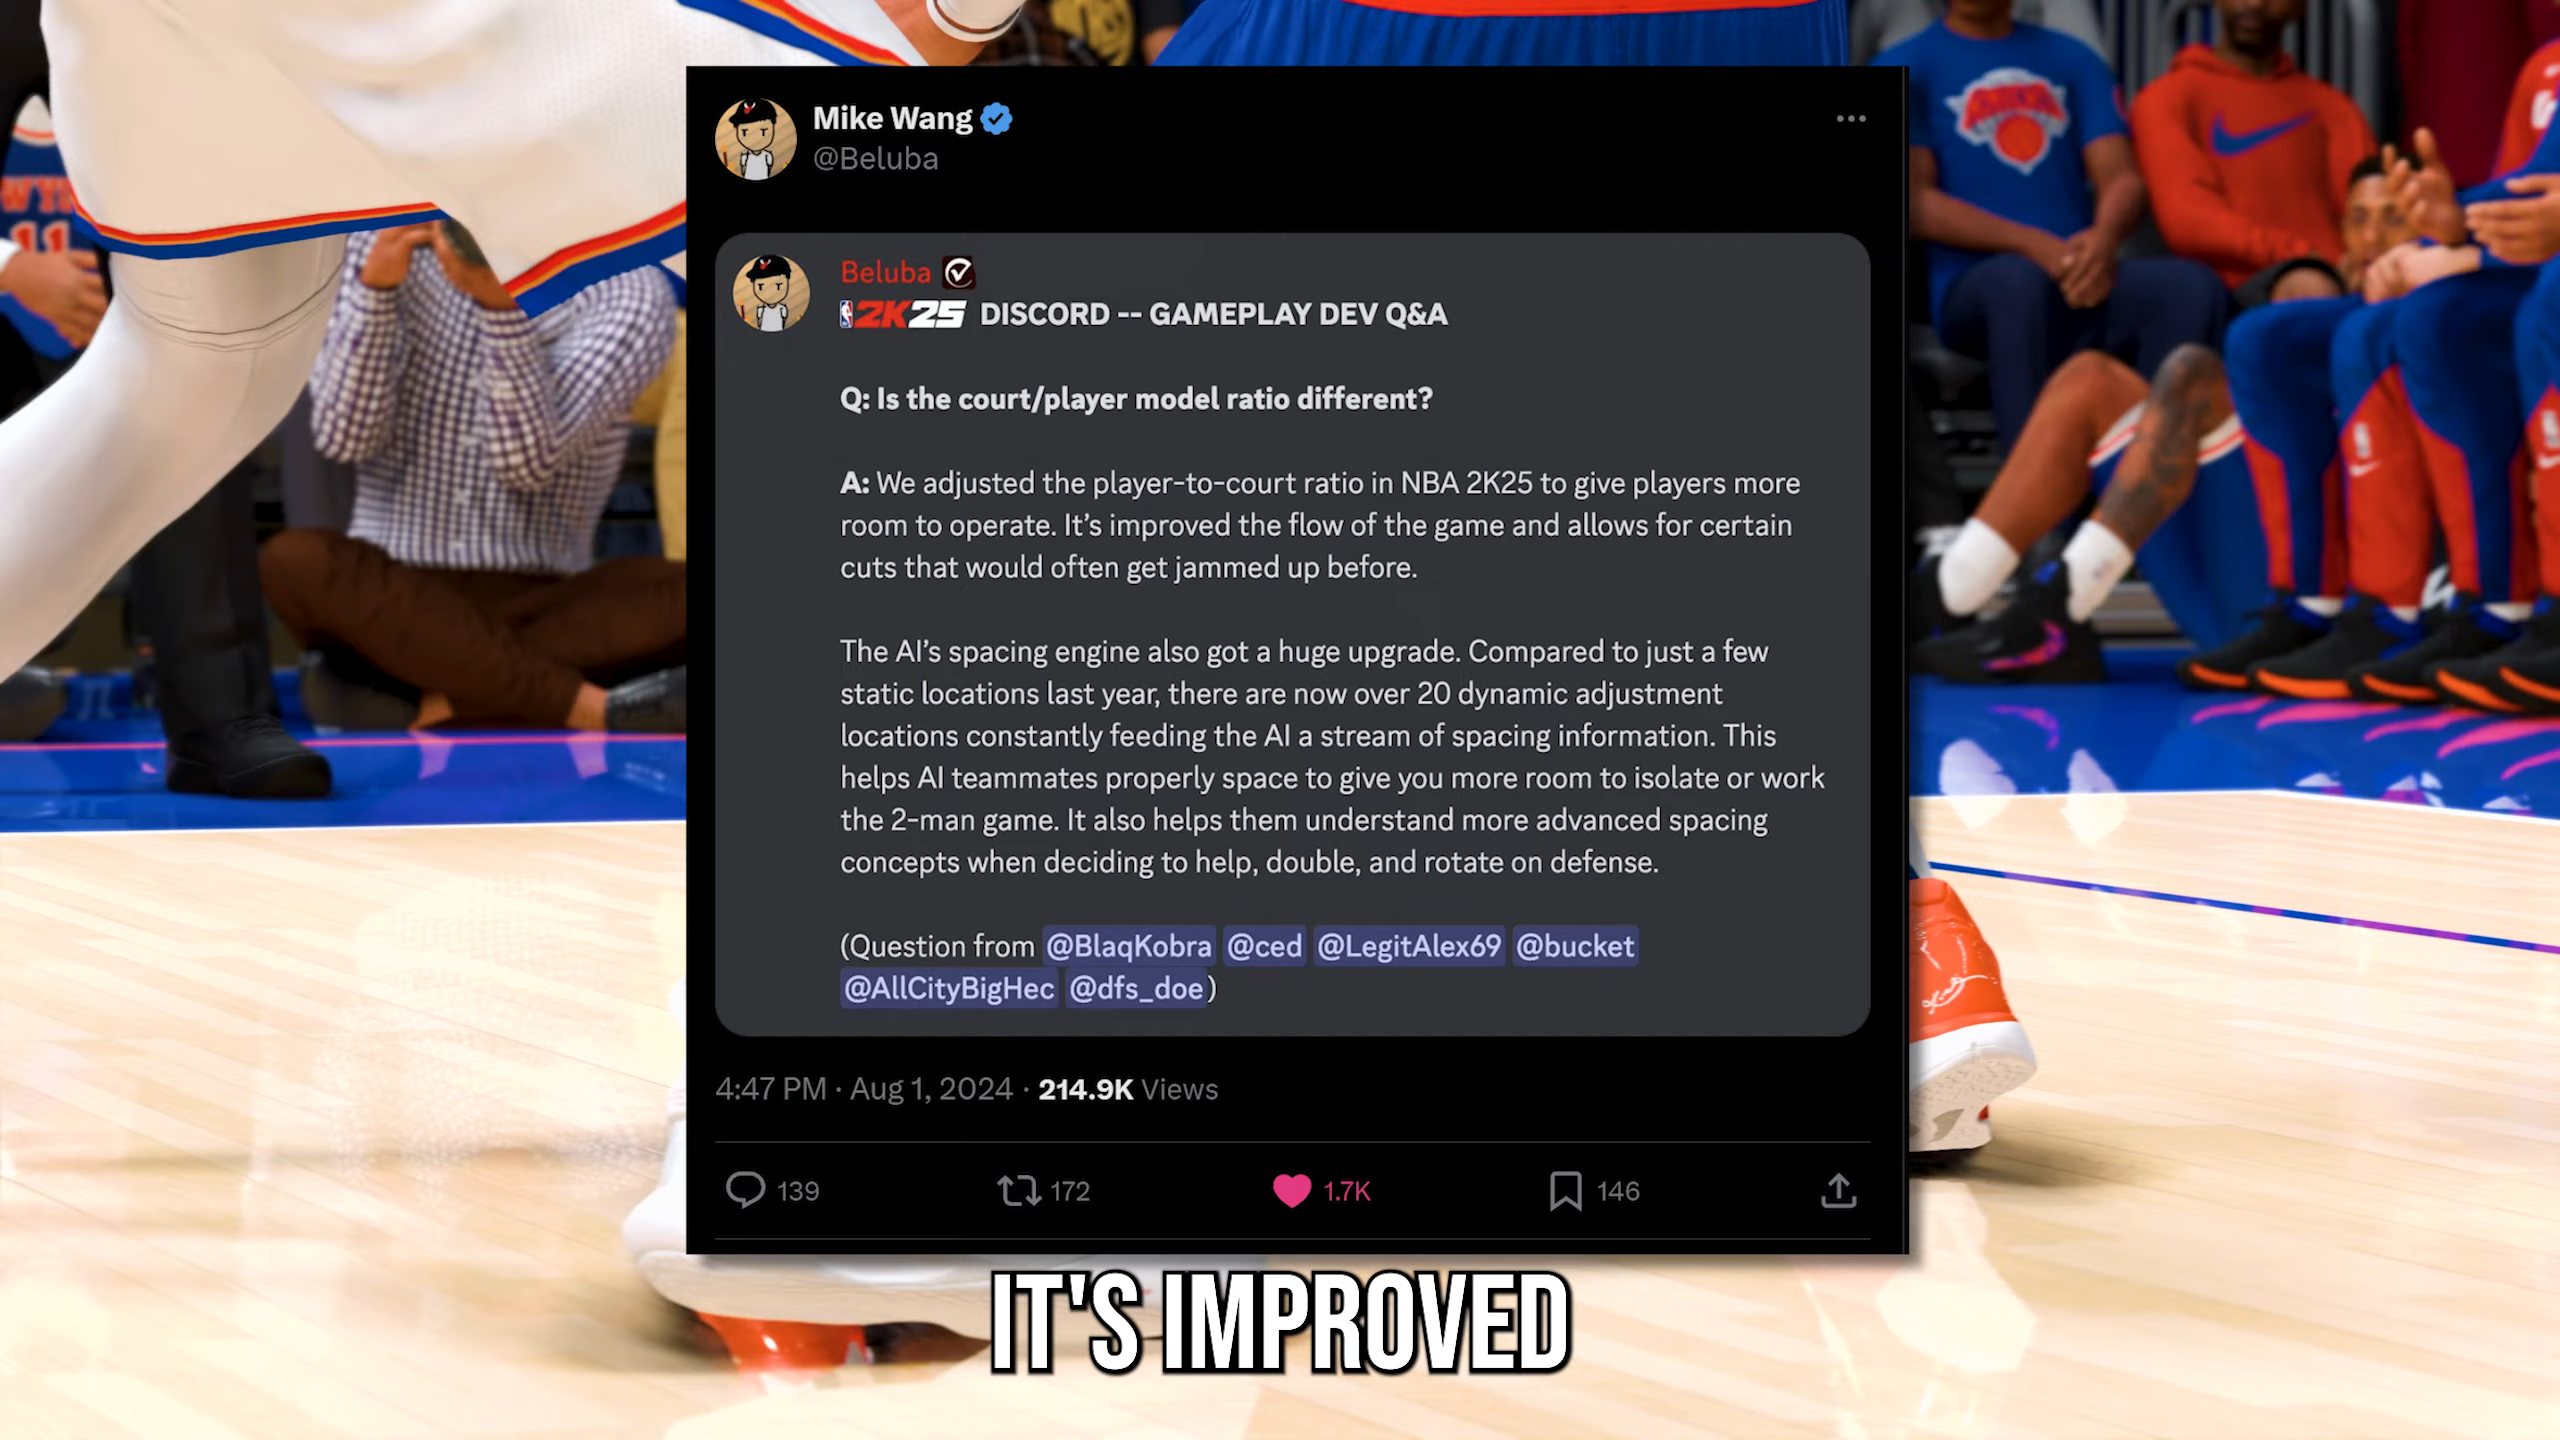 Mike Wang
@Beluba
Beluba
2K25 DISCORD -- GAMEPLAY DEV Q&A
Q: Is the court/player model ratio different?
A: We adjusted the player-to-court ratio in NBA 2K25 to give players more
room to operate. It's improved the flow of the game and allows for certain
cuts that would often get jammed up before.
The AI's spacing engine also got a huge upgrade. Compared to just a few
static locations last year, there are now over 20 dynamic adjustment
locations constantly feeding the AI a stream of spacing information. This
helps AI teammates properly space to give you more room to isolate or work
the 2-man game. It also helps them understand more advanced spacing
concepts when deciding to help, double, and rotate on defense.
(Question from @BlaqKobra @ced @LegitAlex69 @bucket
@AllCityBigHec @dfs_doe)
4:47 PM · Aug 1, 2024 · 214.9K Views
139 172 1.7K 146
IT'S IMPROVED
11